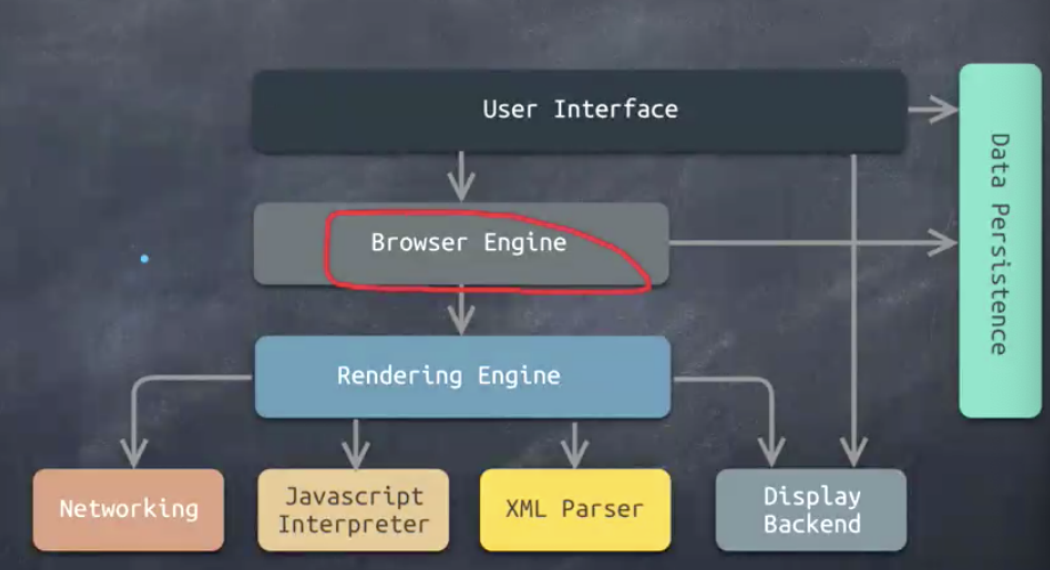 User Interface
Data Persistence
Browser Engine
Rendering Engine
Networking
Javascript
Interpreter
XML Parser
Display
Backend